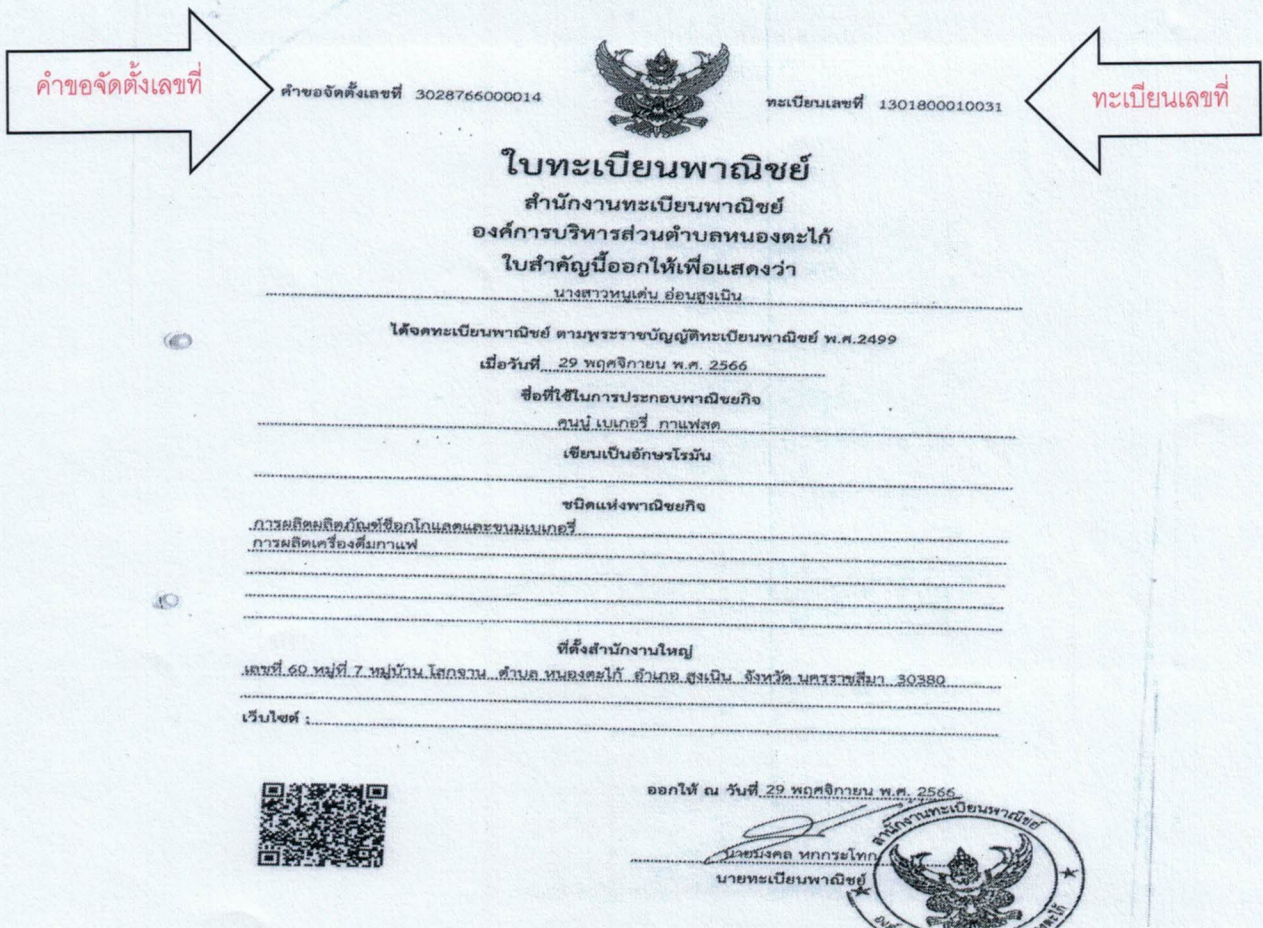 คำขอจัดตั้งเลขที่
คำขอจัดตั้งเลขที่ 3028766000014
ทะเบียนเลขที่ 1301800010031
ทะเบียนเลขที่
ใบทะเบียนพาณิชย์
สำนักงานทะเบียนพาณิชย์
องค์การบริหารส่วนตำบลหนองตะไก้
ใบสำคัญนี้ออกให้เพื่อแสดงว่า
นางสาวหนูเด่น อ่อนสูงเนิน
ได้จดทะเบียนพาณิชย์ ตามพระราชบัญญัติทะเบียนพาณิชย์ พ.ศ.2499
เมื่อวันที่ 29 พฤศจิกายน พ.ศ. 2566
ชื่อที่ใช้ในการประกอบพาณิชยกิจ
เบเกอรี่ กาแฟสด
เขียนเป็นอักษรโรมัน
ชนิดแห่งพาณิชยกิจ
การผลิตผลิตภัณฑ์ช็อกโกแลตและขนมเบเกอรี่
การผลิตเครื่องดื่มกาแฟ
ที่ตั้งสำนักงานใหญ่
เลขที่ 60 หมู่ที่ 7 หมู่บ้าน โสกจาน ตำบล หนองตะไก้ อำเภอ สูงเนิน จังหวัด นครราชสีมา 30380
เว็บไซต์ :
ออกให้ ณ วันที่ 29 พฤศจิกายน พ.ศ. 2566
สำนักงานทะเบียนพาณิชย์
นายมงคล หกกระโทก
นายทะเบียนพาณิชย์